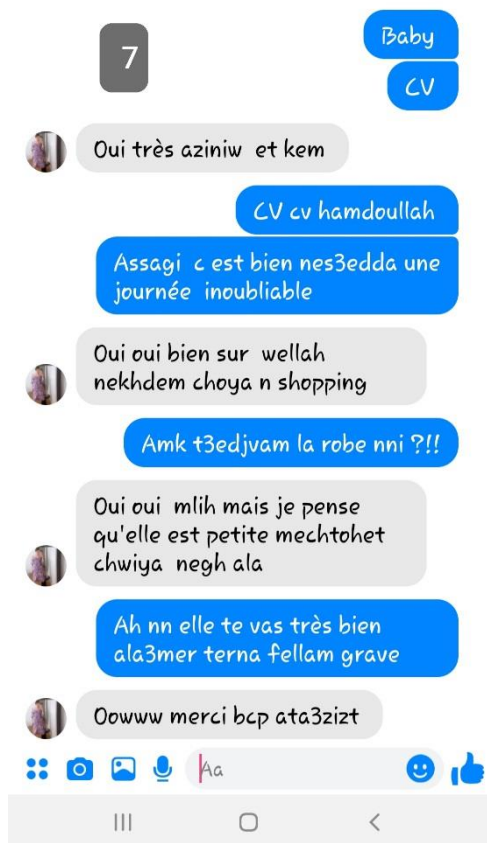 7
Baby
CV
Oui très aziniw et kem
CV cv hamdoullah
Assagi c est bien nes3edda une
journée inoubliable
Oui oui bien sur wellah
nekhdem choya n shopping
Amk t3edjvam la robe nni ?!!
Oui oui mlih mais je pense
qu'elle est petite mechtohet
chwiya negh ala
Ah nn elle te vas très bien
ala3mer terna fellam grave
Oowww merci bcp ata3zizt
Aa